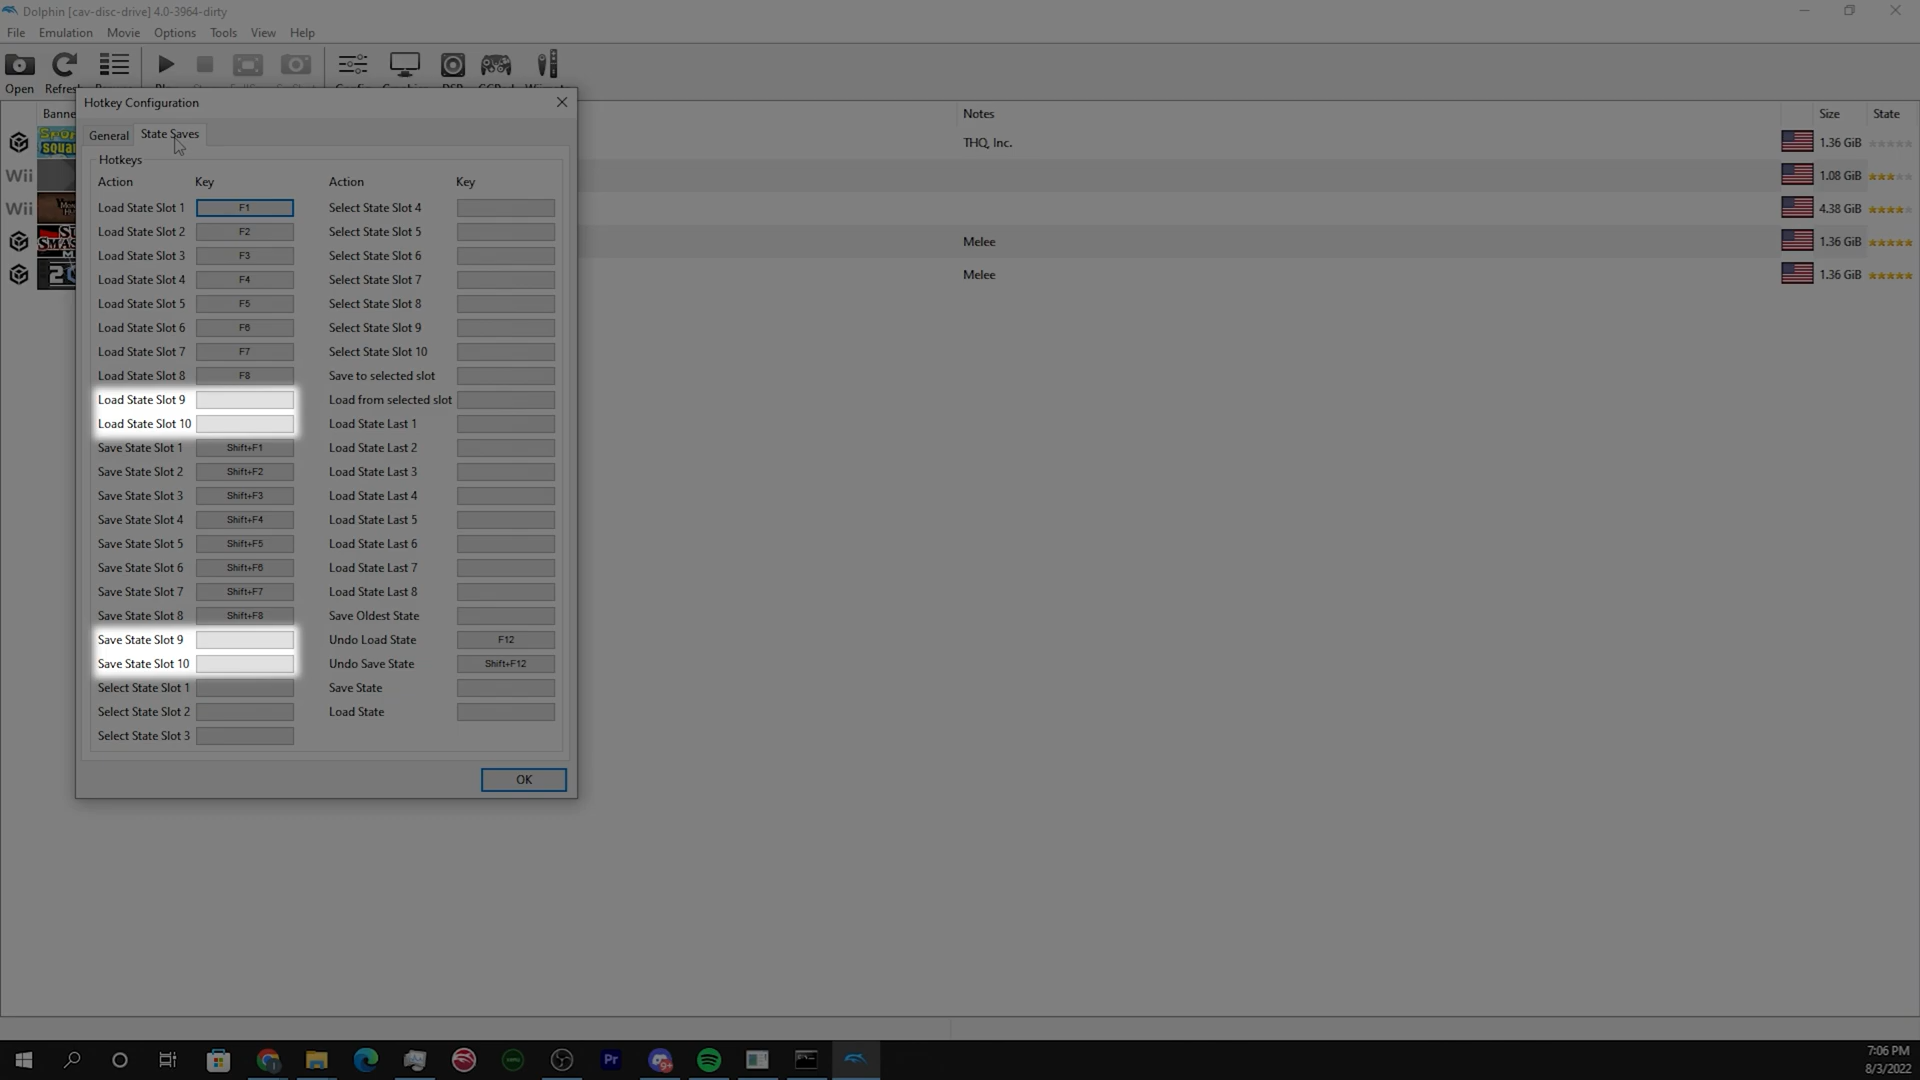 Dolphin [cav-disc-drive] 4.0-3964-dirty
File Emulation Movie Options Tools View Help
Open Refresh
Hotkey Configuration
Notes Size State
General State Saves
THQ, Inc. 1.36 GiB
Hotkeys
Wii 1.08 GiB
Action Key Action Key
Wii 4.38 GiB
Load State Slot 1 F1 Select State Slot 4
Load State Slot 2 F2 Select State Slot 5
Melee 1.36 GiB
Load State Slot 3 F3 Select State Slot 6
Melee 1.36 GiB
Load State Slot 4 F4 Select State Slot 7
Load State Slot 5 F5 Select State Slot 8
Load State Slot 6 F6 Select State Slot 9
Load State Slot 7 F7 Select State Slot 10
Load State Slot 8 F8 Save to selected slot
Load State Slot 9 Load from selected slot
Load State Slot 10 Load State Last 1
Save State Slot 1 Shift+F1 Load State Last 2
Save State Slot 2 Shift+F2 Load State Last 3
Save State Slot 3 Shift+F3 Load State Last 4
Save State Slot 4 Shift+F4 Load State Last 5
Save State Slot 5 Shift+F5 Load State Last 6
Save State Slot 6 Shift+F6 Load State Last 7
Save State Slot 7 Shift+F7 Load State Last 8
Save State Slot 8 Shift+F8 Save Oldest State
Save State Slot 9 Undo Load State F12
Save State Slot 10 Undo Save State Shift+F12
Select State Slot 1 Save State
Select State Slot 2 Load State
Select State Slot 3
OK
Pr 9+
7:06 PM
8/3/2022